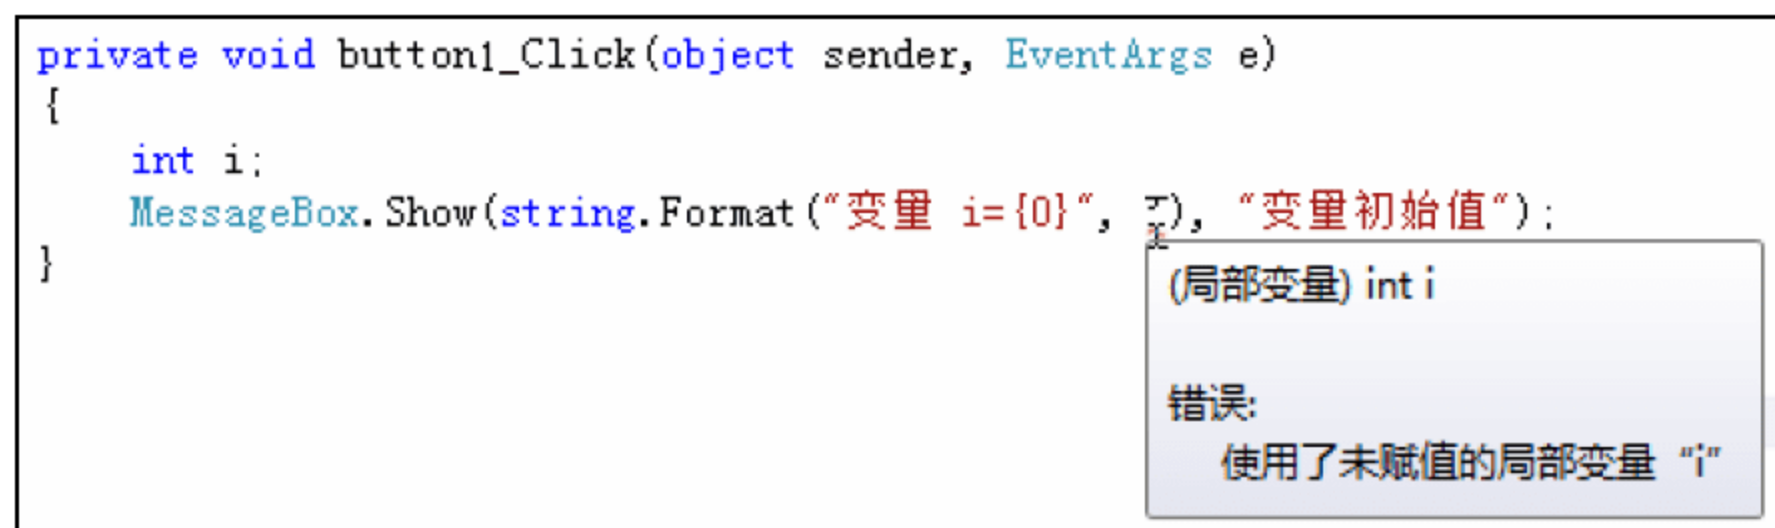 private void button1_Click(object sender, EventArgs e)
{
int i;
MessageBox.Show(string.Format("变量 i={0}", i), "变量初始值");
}
(局部变量) int i
错误:
使用了未赋值的局部变量 "i"